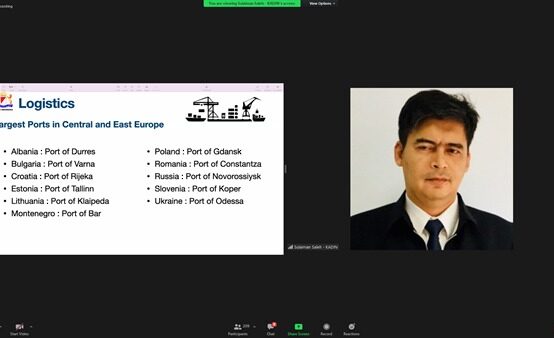 You are viewing Sulaiman Saleh - KADIN's screen
View Options
Logistics
argest Ports in Central and East Europe
• Albania : Port of Durres
• Bulgaria : Port of Varna
• Croatia : Port of Rijeka
• Estonia : Port of Tallinn
• Lithuania : Port of Klaipeda
• Montenegro : Port of Bar
• Poland : Port of Gdansk
• Romania : Port of Constantza
• Russia : Port of Novorossiysk
• Slovenia : Port of Koper
• Ukraine : Port of Odessa
Sulaiman Saleh - KADIN
Start Video
Participants
Chat
Share Screen
Record
Reactions